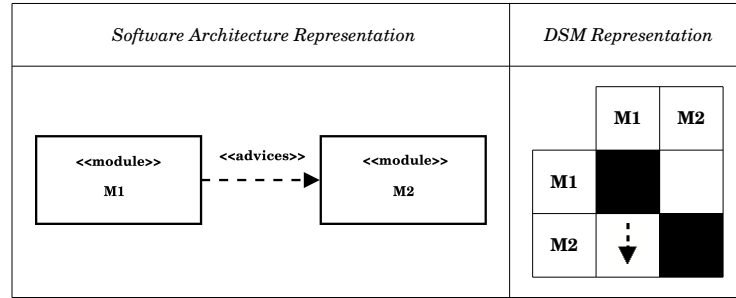 Software Architecture Representation
DSM Representation
<<module>>
M1
<<advices>>
<<module>>
M2
M1 M2
M1
M2